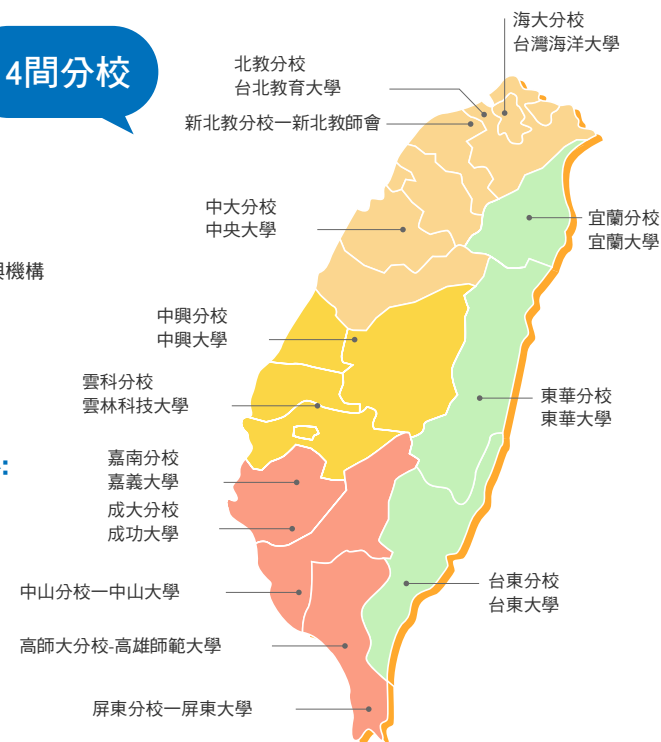 4間分校
海大分校
台灣海洋大學
北教分校
台北教育大學
新北教分校一新北教師會
中大分校
中央大學
宜蘭分校
宜蘭大學
機構
中興分校
中興大學
雲科分校
雲林科技大學
東華分校
東華大學
嘉南分校
嘉義大學
成大分校
成功大學
台東分校
台東大學
中山分校一中山大學
高師大分校-高雄師範大學
屏東分校一屏東大學